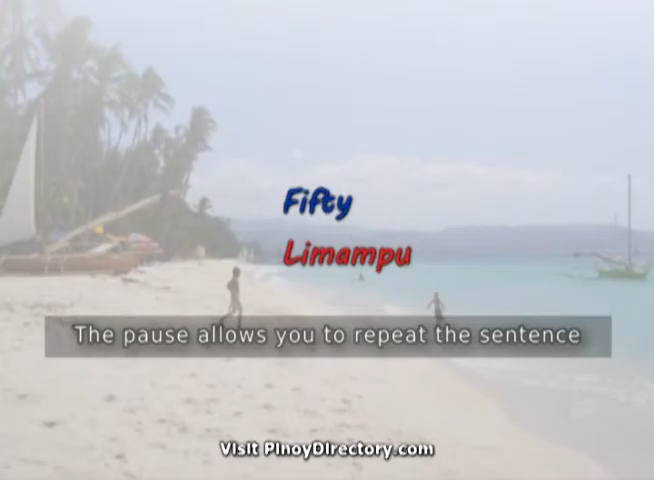 Fifty
Limampu
The pause allows you to repeat the sentence
Visit PinoyDirectory.com